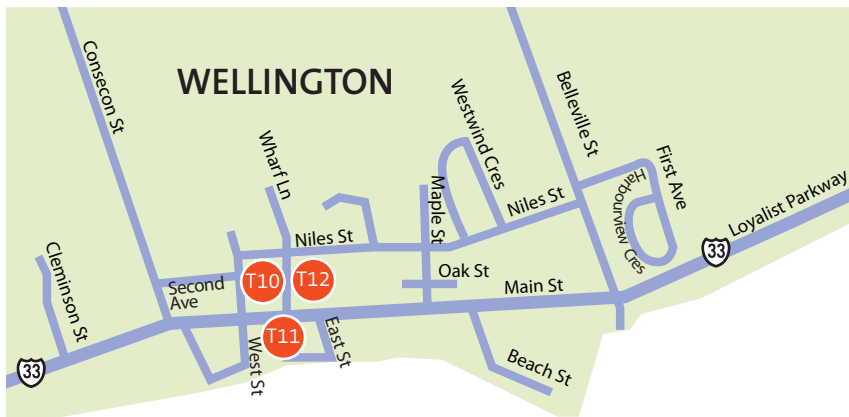 WELLINGTON
Consecon St
Wharf Ln
Westwind Cres
Belleville St
First Ave
Harbourview Cres
Maple St
Niles St
Niles St
Loyalist Parkway
33
Cleminson St
Second
Ave
T10
T12
Oak St
Main St
T11
West St
East St
Beach St
33